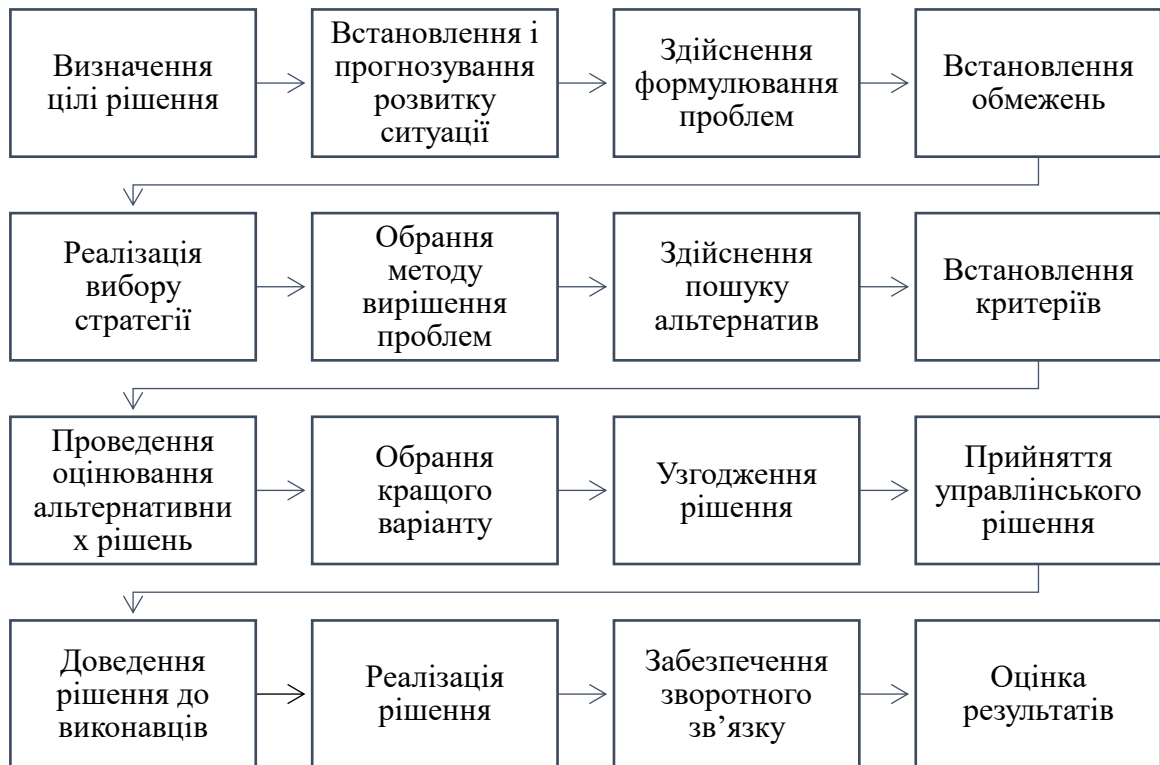 Визначення
цілі рішення
Встановлення і
прогнозування
розвитку
ситуації
Здійснення
формулювання
проблем
Встановлення
обмежень
Реалізація
вибору
стратегії
Обрання
методу
вирішення
проблем
Здійснення
пошуку
альтернатив
Встановлення
критеріїв
Проведення
оцінювання
альтернативни
х рішень
Обрання
кращого
варіанту
Узгодження
рішення
Прийняття
управлінського
рішення
Доведення
рішення до
виконавців
Реалізація
рішення
Забезпечення
зворотного
зв’язку
Оцінка
результатів